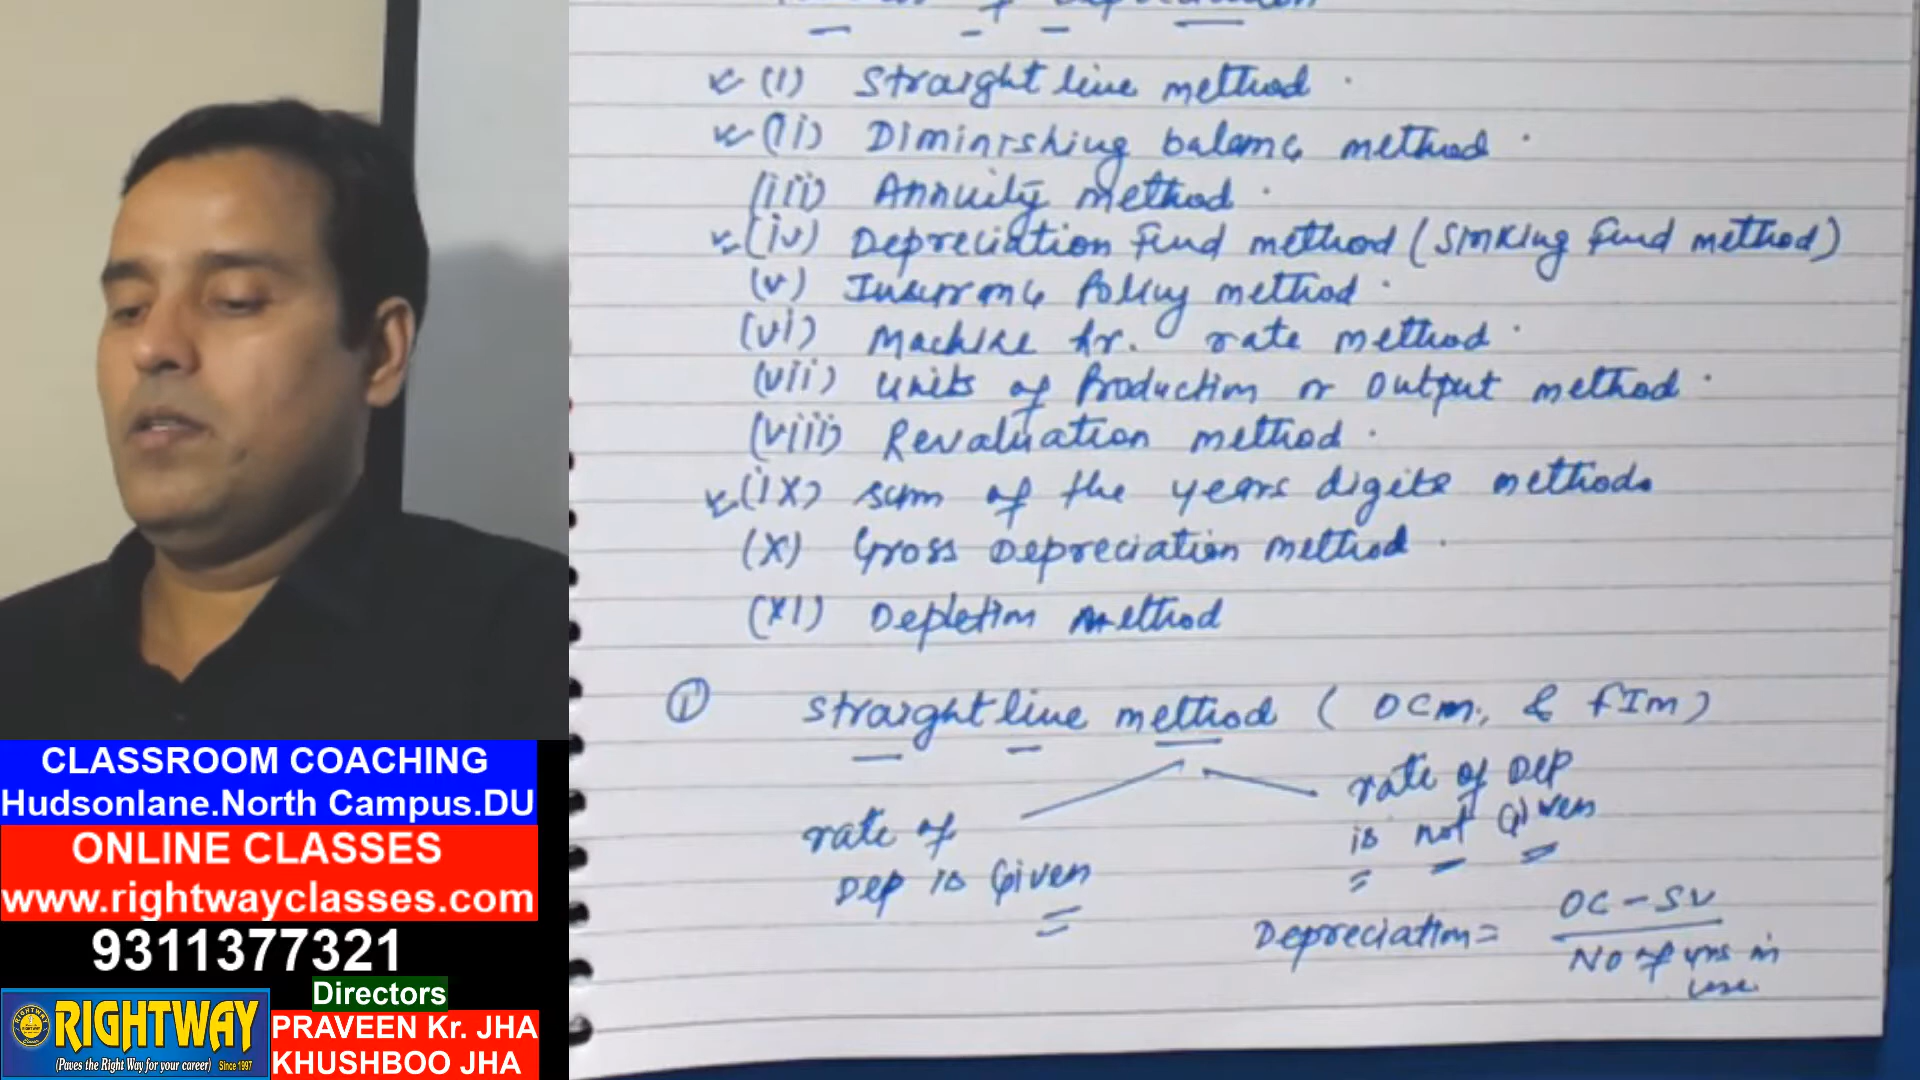 of Depreciation
(i) Straight line method
(ii) Diminishing balance method
(iii) Annuity method
(iv) Depreciation Fund method (Sinking Fund method)
(v) Insurance Policy method
(vi) Machine hr. rate method
(vii) Units of Production or Output method
(viii) Revaluation method
(ix) Sum of the years digits method
(x) Gross Depreciation method
(xi) Depletion method
① Straight line method ( OCM, & FIM)
rate of
Dep is Given
rate of Dep
is not Given
Depreciation = OC - SV
No of yrs in
use
CLASSROOM COACHING
Hudsonlane.North Campus.DU
ONLINE CLASSES
www.rightwayclasses.com
9311377321
Directors
RIGHTWAY
(Paves the Right Way for your career) Since 1997
PRAVEEN Kr. JHA
KHUSHBOO JHA